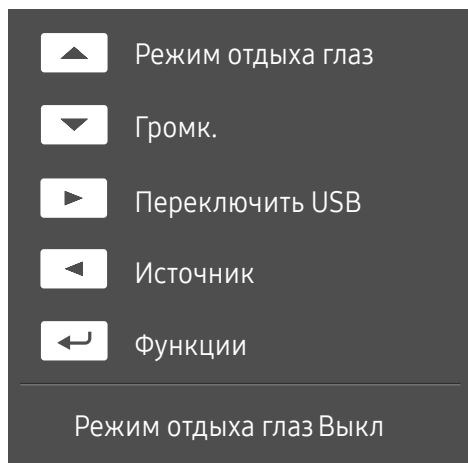 Режим отдыха глаз
Громк.
Переключить USB
Источник
Функции
Режим отдыха глаз Выкл